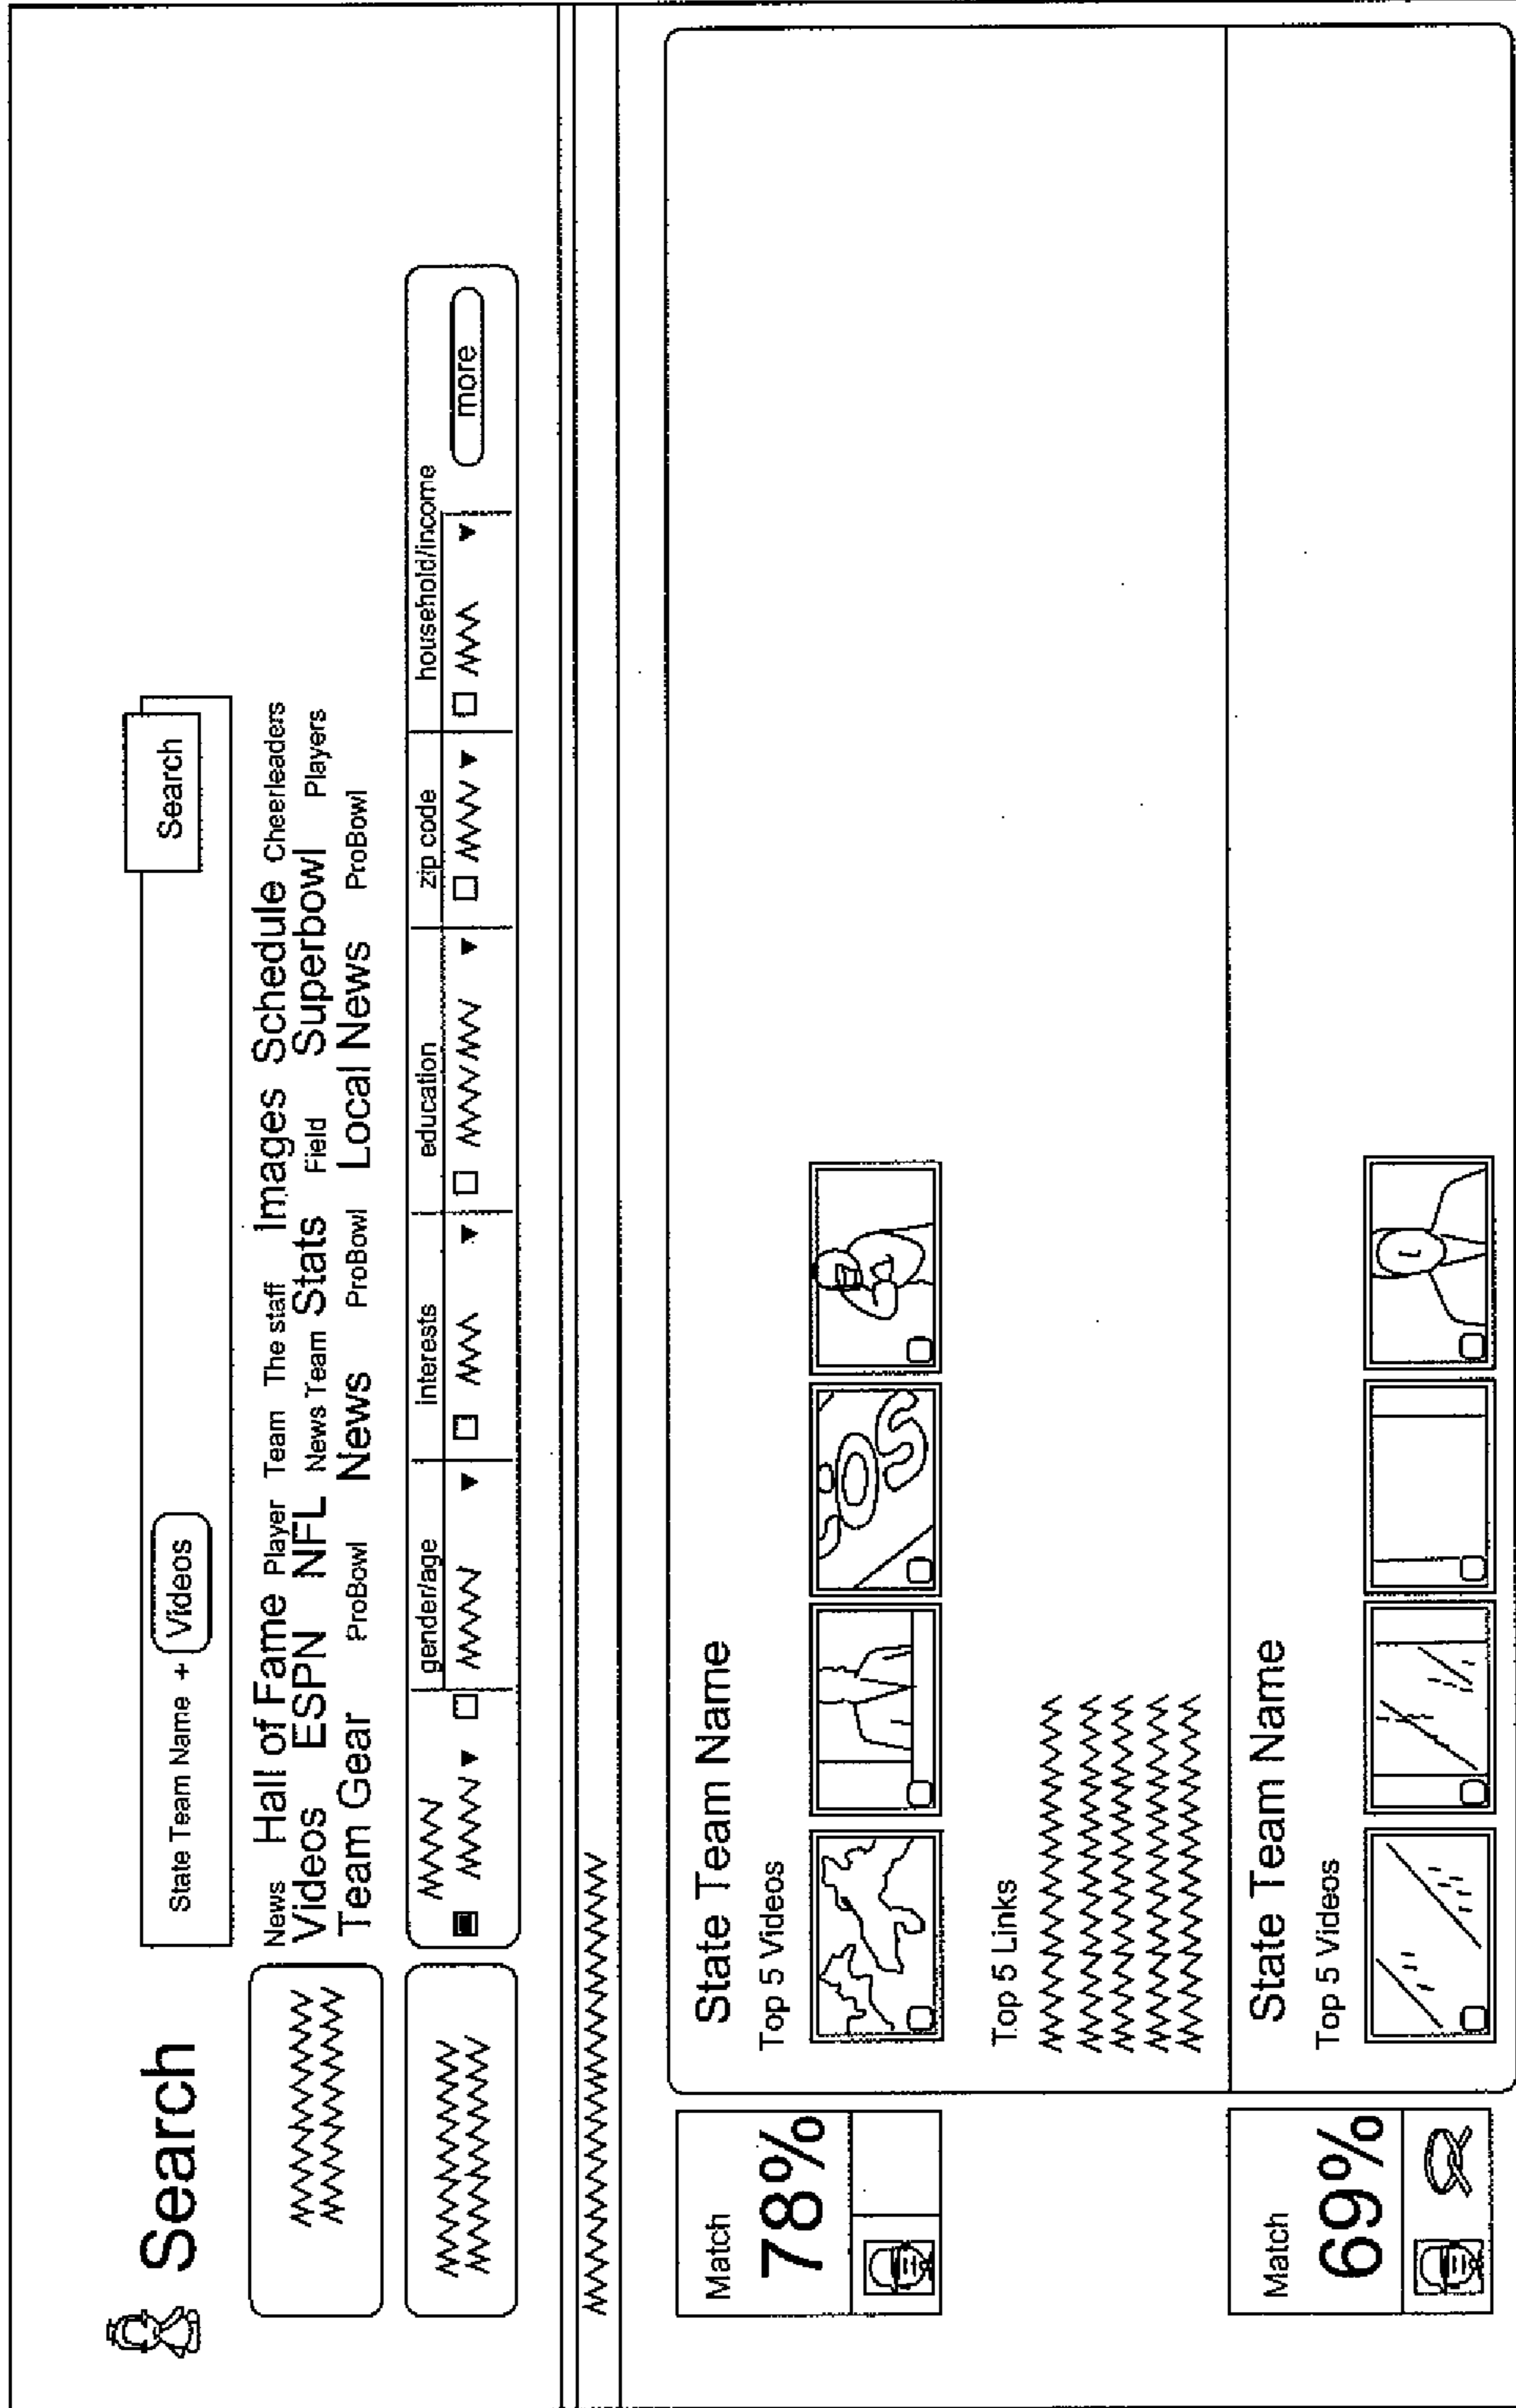 Search
State Team Name + Videos
Search
News Hall of Fame Player Team The staff Images Schedule Cheerleaders
Videos ESPN NFL News Team Stats Field Superbowl Players
Team Gear ProBowl News ProBowl Local News ProBowl
gender/age interests education zip code household/income
more
Match
78%
State Team Name
Top 5 Videos
Top 5 Links
Match
69%
State Team Name
Top 5 Videos